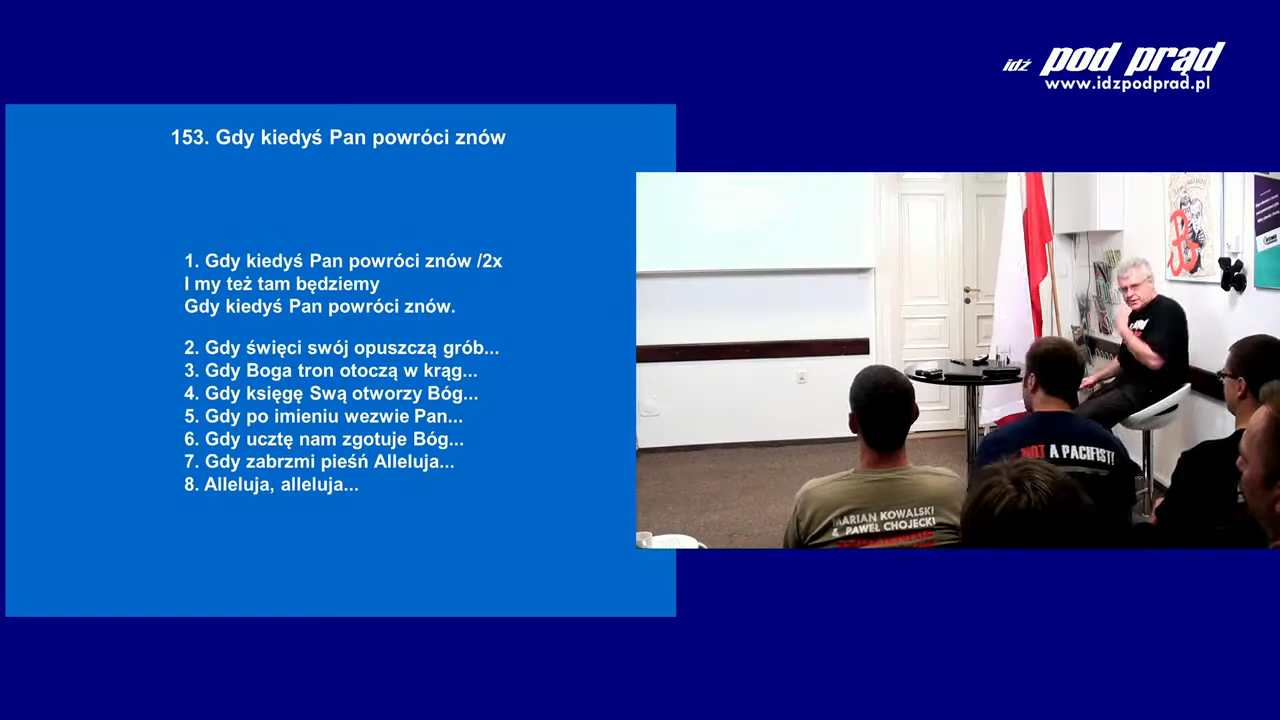 idź pod prąd
www.idzpodprad.pl
153. Gdy kiedyś Pan powróci znów
1. Gdy kiedyś Pan powróci znów /2x
I my też tam będziemy
Gdy kiedyś Pan powróci znów.
2. Gdy święci swój opuszczą grób...
3. Gdy Boga tron otoczą w krąg...
4. Gdy księgę Swą otworzy Bóg...
5. Gdy po imieniu wezwie Pan...
6. Gdy ucztę nam zgotuje Bóg...
7. Gdy zabrzmi pieśń Alleluja...
8. Alleluja, alleluja...
NOT A PACIFIST!
MARIAN KOWALSKI
& PAWEŁ CHOJECKI